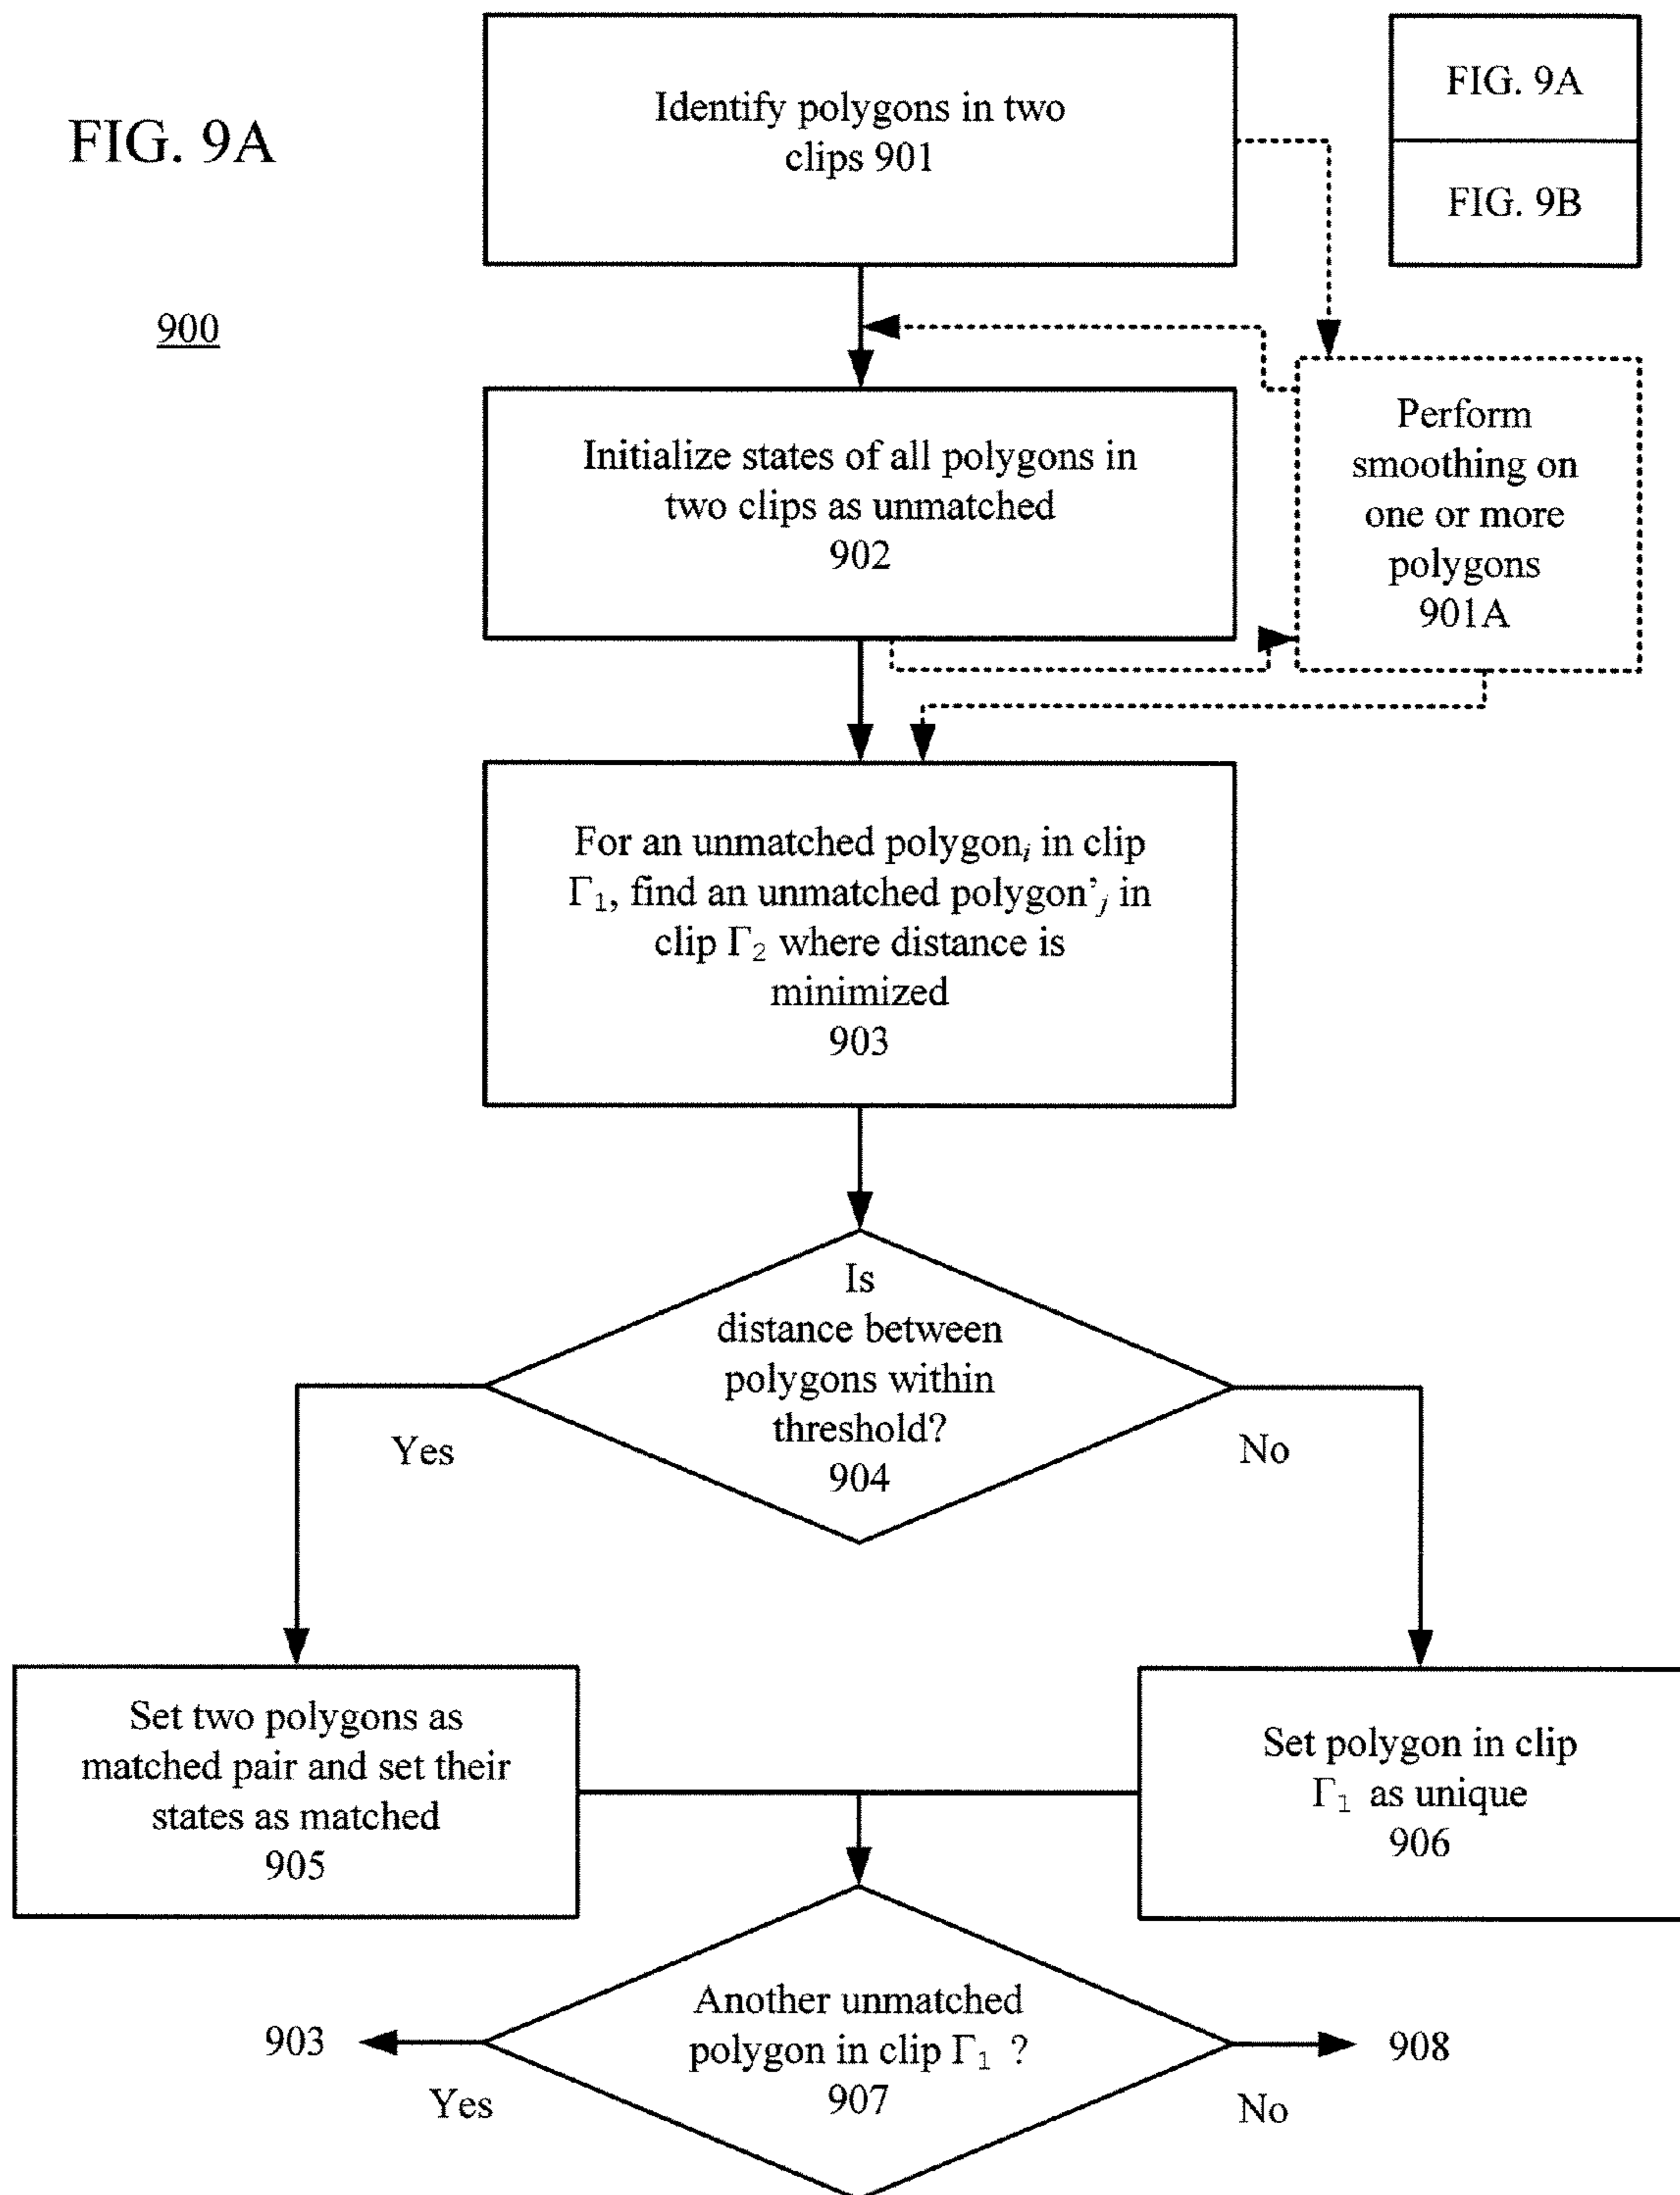 FIG. 9A
Identify polygons in two
clips 901
FIG. 9A
FIG. 9B
900
Initialize states of all polygons in
two clips as unmatched
902
Perform
smoothing on
one or more
polygons
901A
For an unmatched polygonᵢ in clip
Γ₁, find an unmatched polygon’ⱼ in
clip Γ₂ where distance is
minimized
903
Is
distance between
polygons within
threshold?
904
Yes
No
Set two polygons as
matched pair and set their
states as matched
905
Set polygon in clip
Γ₁ as unique
906
Another unmatched
polygon in clip Γ₁ ?
907
903
Yes
908
No